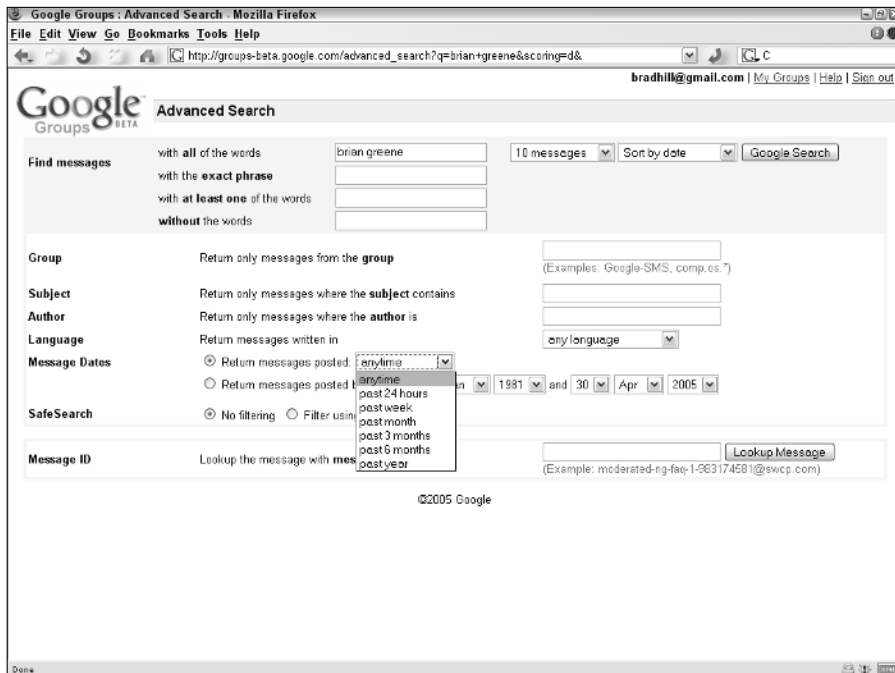 Google Groups : Advanced Search - Mozilla Firefox
File Edit View Go Bookmarks Tools Help
http://groups-beta.google.com/advanced_search?q=brian+greene&scoring=d&
bradhill@gmail.com | My Groups | Help | Sign out
Google
Groups BETA
Advanced Search
Find messages
with all of the words
brian greene
10 messages
Sort by date
Google Search
with the exact phrase
with at least one of the words
without the words
Group
Return only messages from the group
(Examples: Google-SMS, comp.os.*)
Subject
Return only messages where the subject contains
Author
Return only messages where the author is
Language
Return messages written in
any language
Message Dates
Return messages posted: anytime
anytime
past 24 hours
past week
past month
past 3 months
past 6 months
past year
Return messages posted
1981 and 30 Apr 2005
SafeSearch
No filtering
Filter using
Message ID
Lookup the message with
Lookup Message
(Example: moderated-ng-faq-1-983174581@swcp.com)
©2005 Google
Done